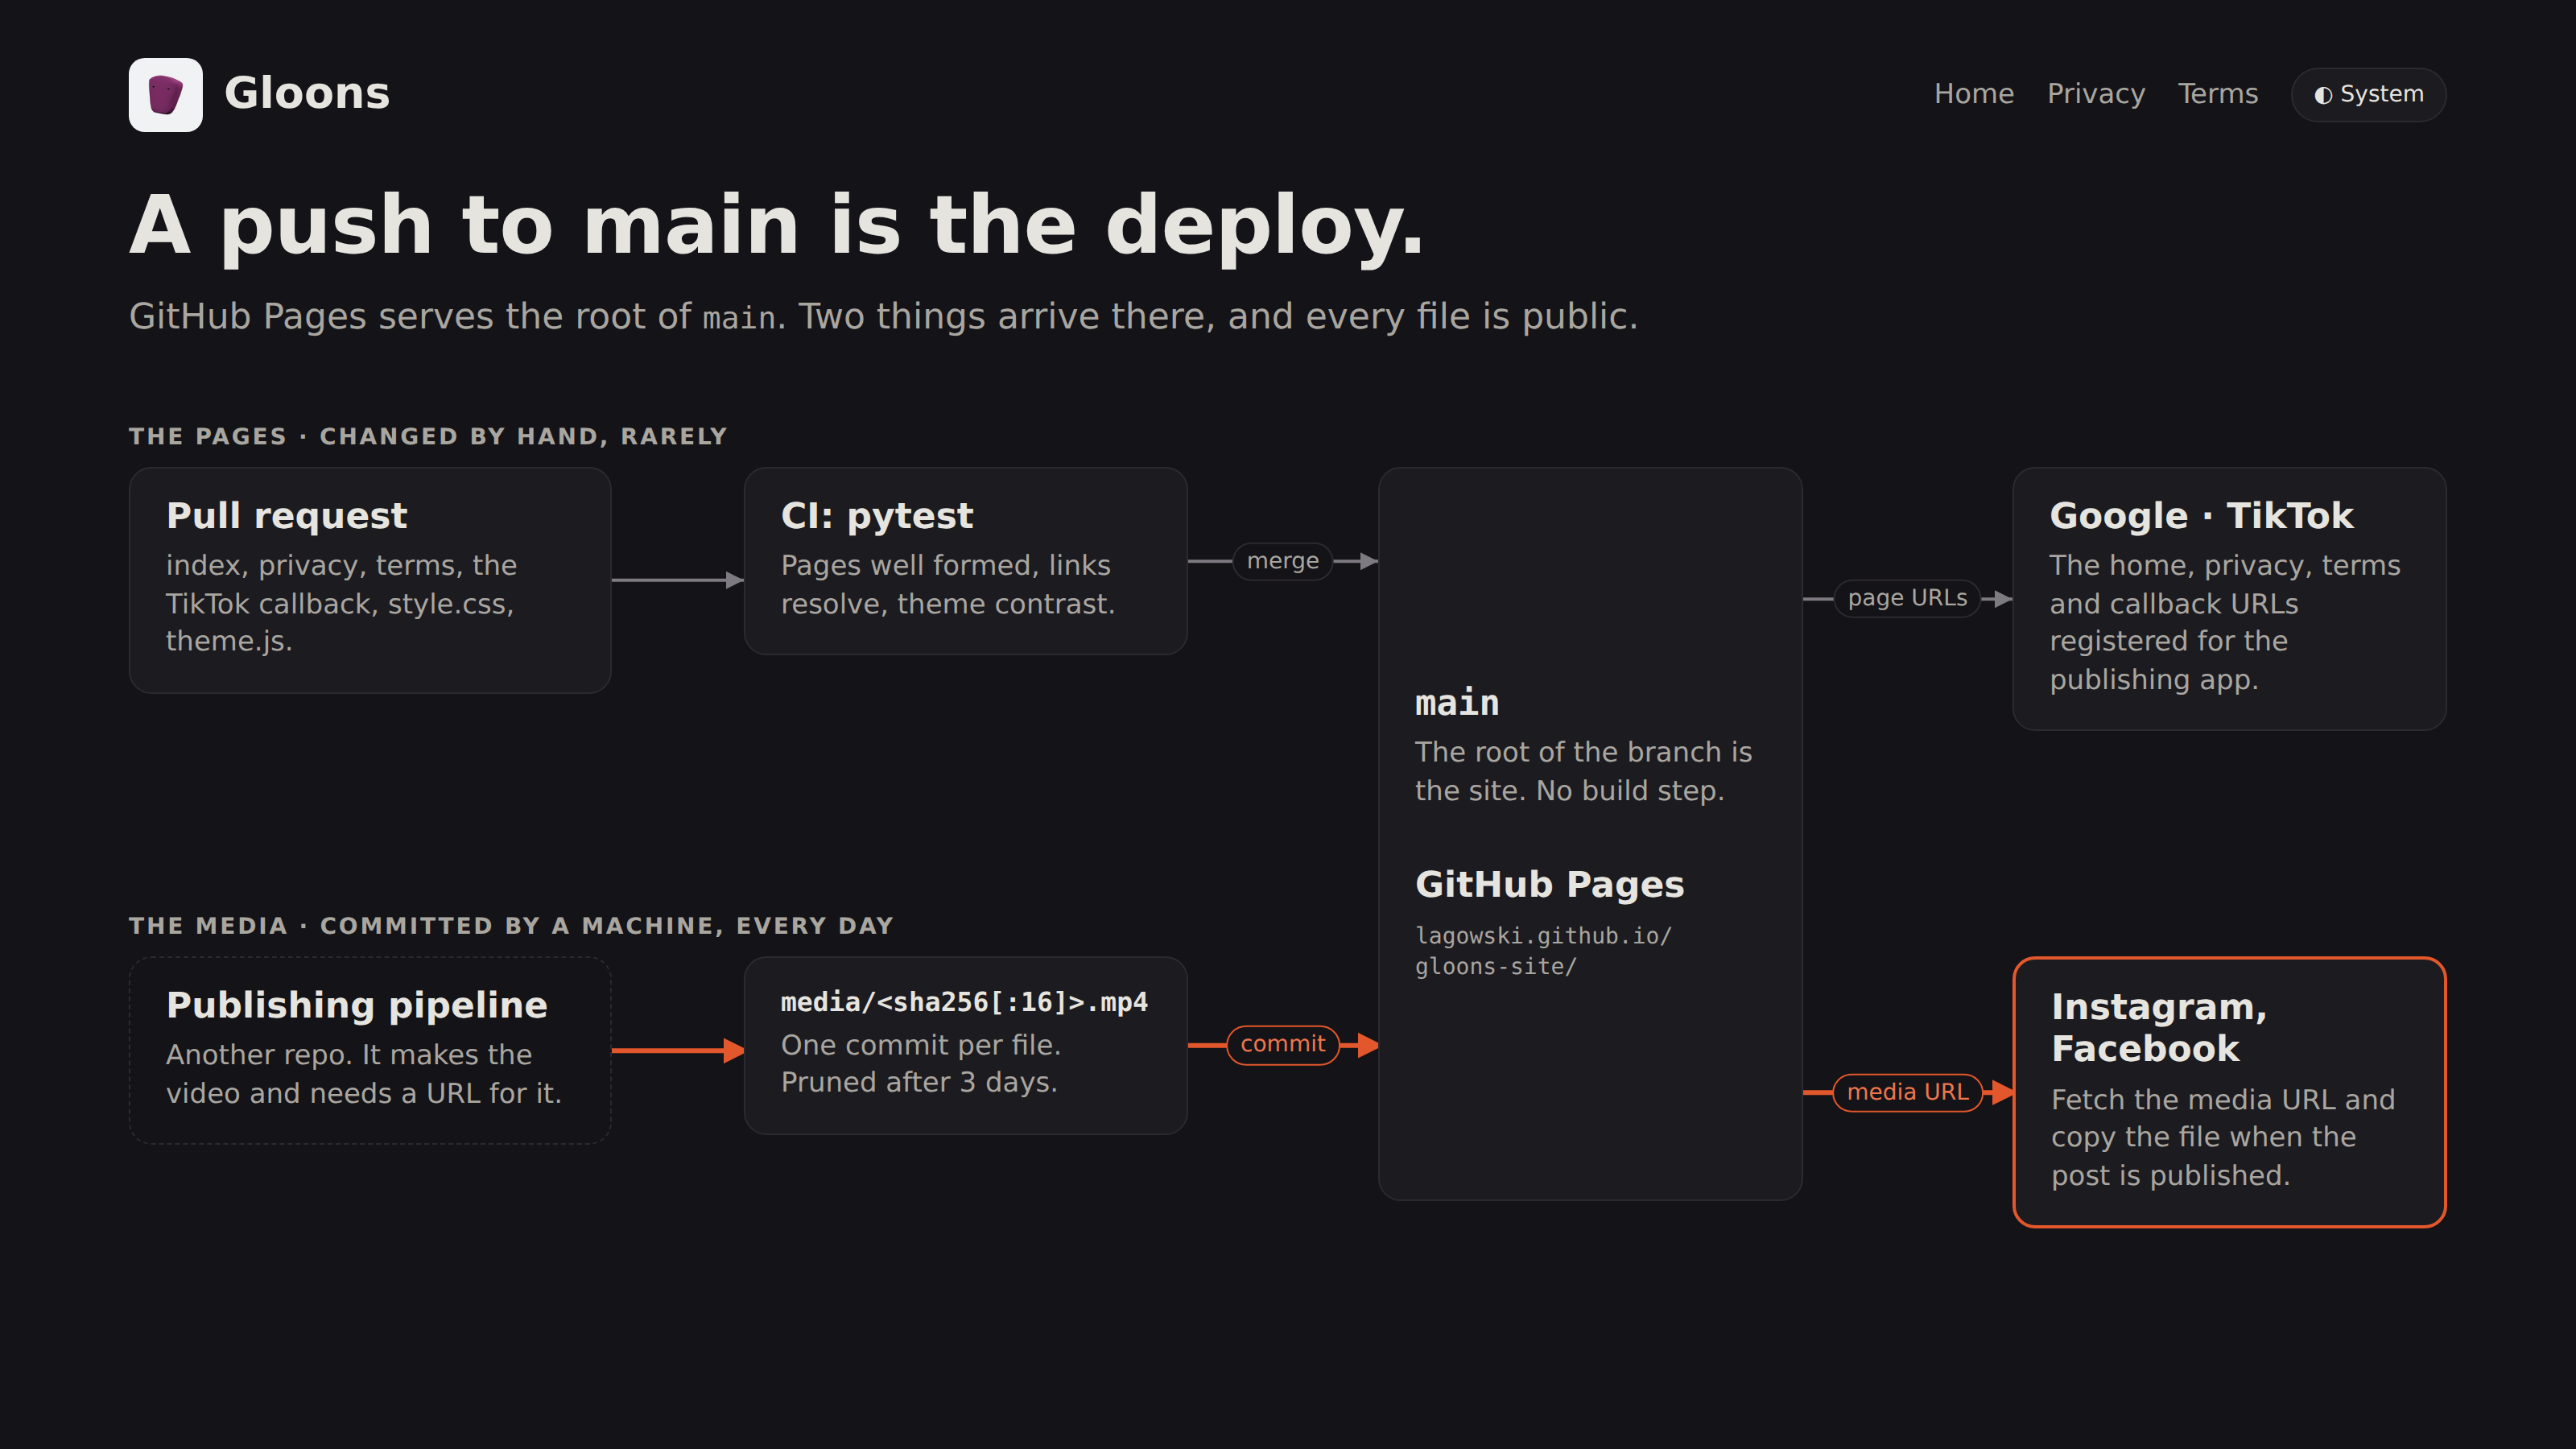 Gloons
Home Privacy Terms ◐ System
A push to main is the deploy.
GitHub Pages serves the root of main. Two things arrive there, and every file is public.
THE PAGES · CHANGED BY HAND, RARELY
Pull request
index, privacy, terms, the
TikTok callback, style.css,
theme.js.
CI: pytest
Pages well formed, links
resolve, theme contrast.
merge
main
The root of the branch is
the site. No build step.
GitHub Pages
lagowski.github.io/
gloons-site/
page URLs
Google · TikTok
The home, privacy, terms
and callback URLs
registered for the
publishing app.
THE MEDIA · COMMITTED BY A MACHINE, EVERY DAY
Publishing pipeline
Another repo. It makes the
video and needs a URL for it.
media/<sha256[:16]>.mp4
One commit per file.
Pruned after 3 days.
commit
media URL
Instagram,
Facebook
Fetch the media URL and
copy the file when the
post is published.